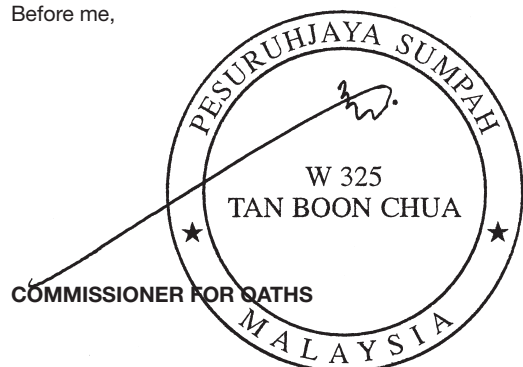 Before me,
PESURUHJAYA SUMPAH
W 325
TAN BOON CHUA
COMMISSIONER FOR OATHS
MALAYSIA